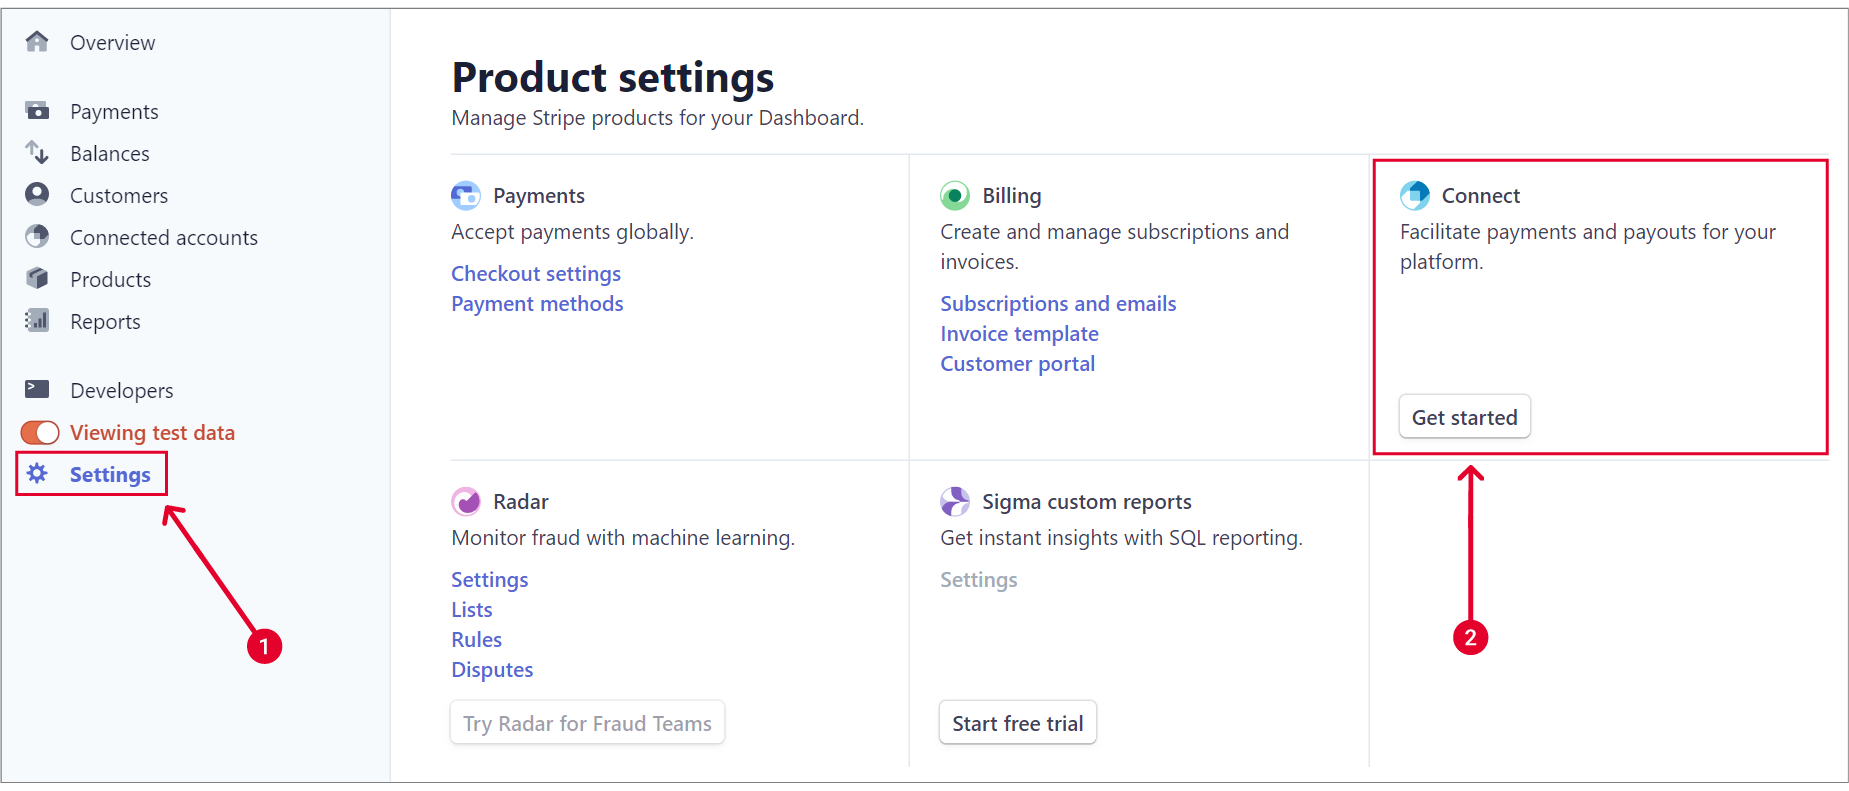 Overview
Payments
Balances
Customers
Connected accounts
Products
Reports
Developers
Viewing test data
Settings
1
Product settings
Manage Stripe products for your Dashboard.
Payments
Accept payments globally.
Checkout settings
Payment methods
Billing
Create and manage subscriptions and
invoices.
Subscriptions and emails
Invoice template
Customer portal
Connect
Facilitate payments and payouts for your
platform.
Get started
Radar
Monitor fraud with machine learning.
Settings
Lists
Rules
Disputes
Try Radar for Fraud Teams
Sigma custom reports
Get instant insights with SQL reporting.
Settings
Start free trial
2